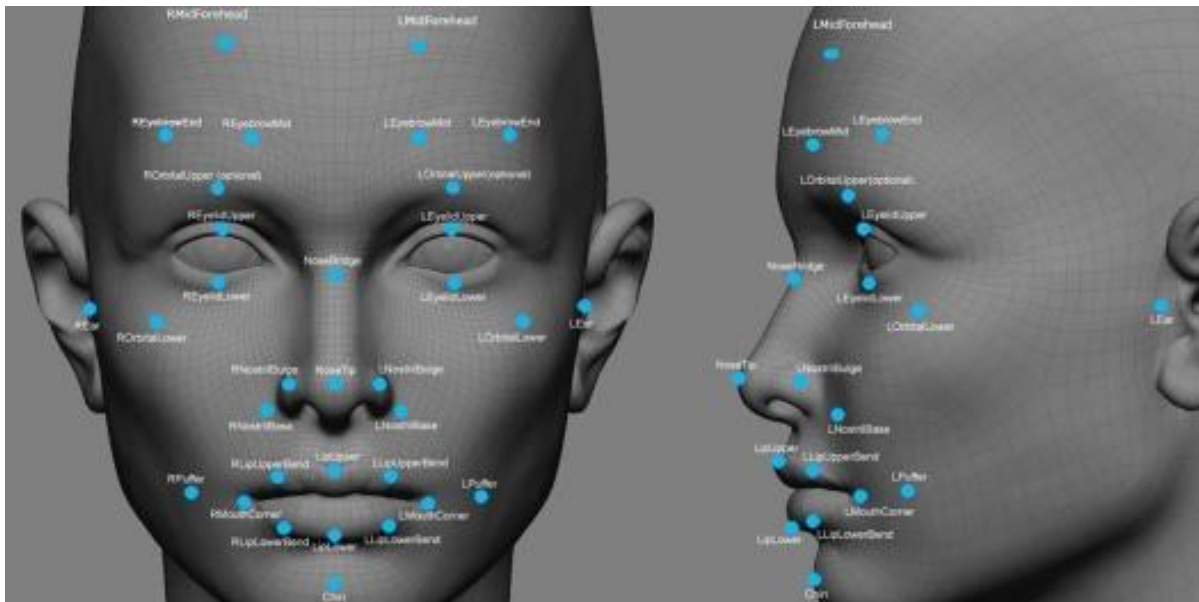 RMidForehead
LMidForehead
REyebrowEnd
REyebrowMid
LEyebrowMid
LEyebrowEnd
ROrbitalUpper (optional)
LOrbitalUpper(optional)
REyelidUpper
LEyelidUpper
NoseBridge
REyelidLower
LEyelidLower
REar
LEar
ROrbitalLower
LOrbitalLower
RNostrilBulge
NoseTip
LNostrilBulge
RNostrilBase
LNostrilBase
LipUpper
RLipUpperBend
LLipUpperBend
RPuffer
LPuffer
RMouthCorner
LMouthCorner
RLipLowerBend
LipLower
LLipLowerBend
Chin
LMidForehead
LEyebrowEnd
LEyebrowMid
LOrbitalUpper(optional)
LEyelidUpper
NoseBridge
LEyelidLower
LOrbitalLower
LEar
NoseTip
LNostrilBulge
LNostrilBase
LipUpper
LLipUpperBend
LPuffer
LMouthCorner
LLipLowerBend
LipLower
Chin